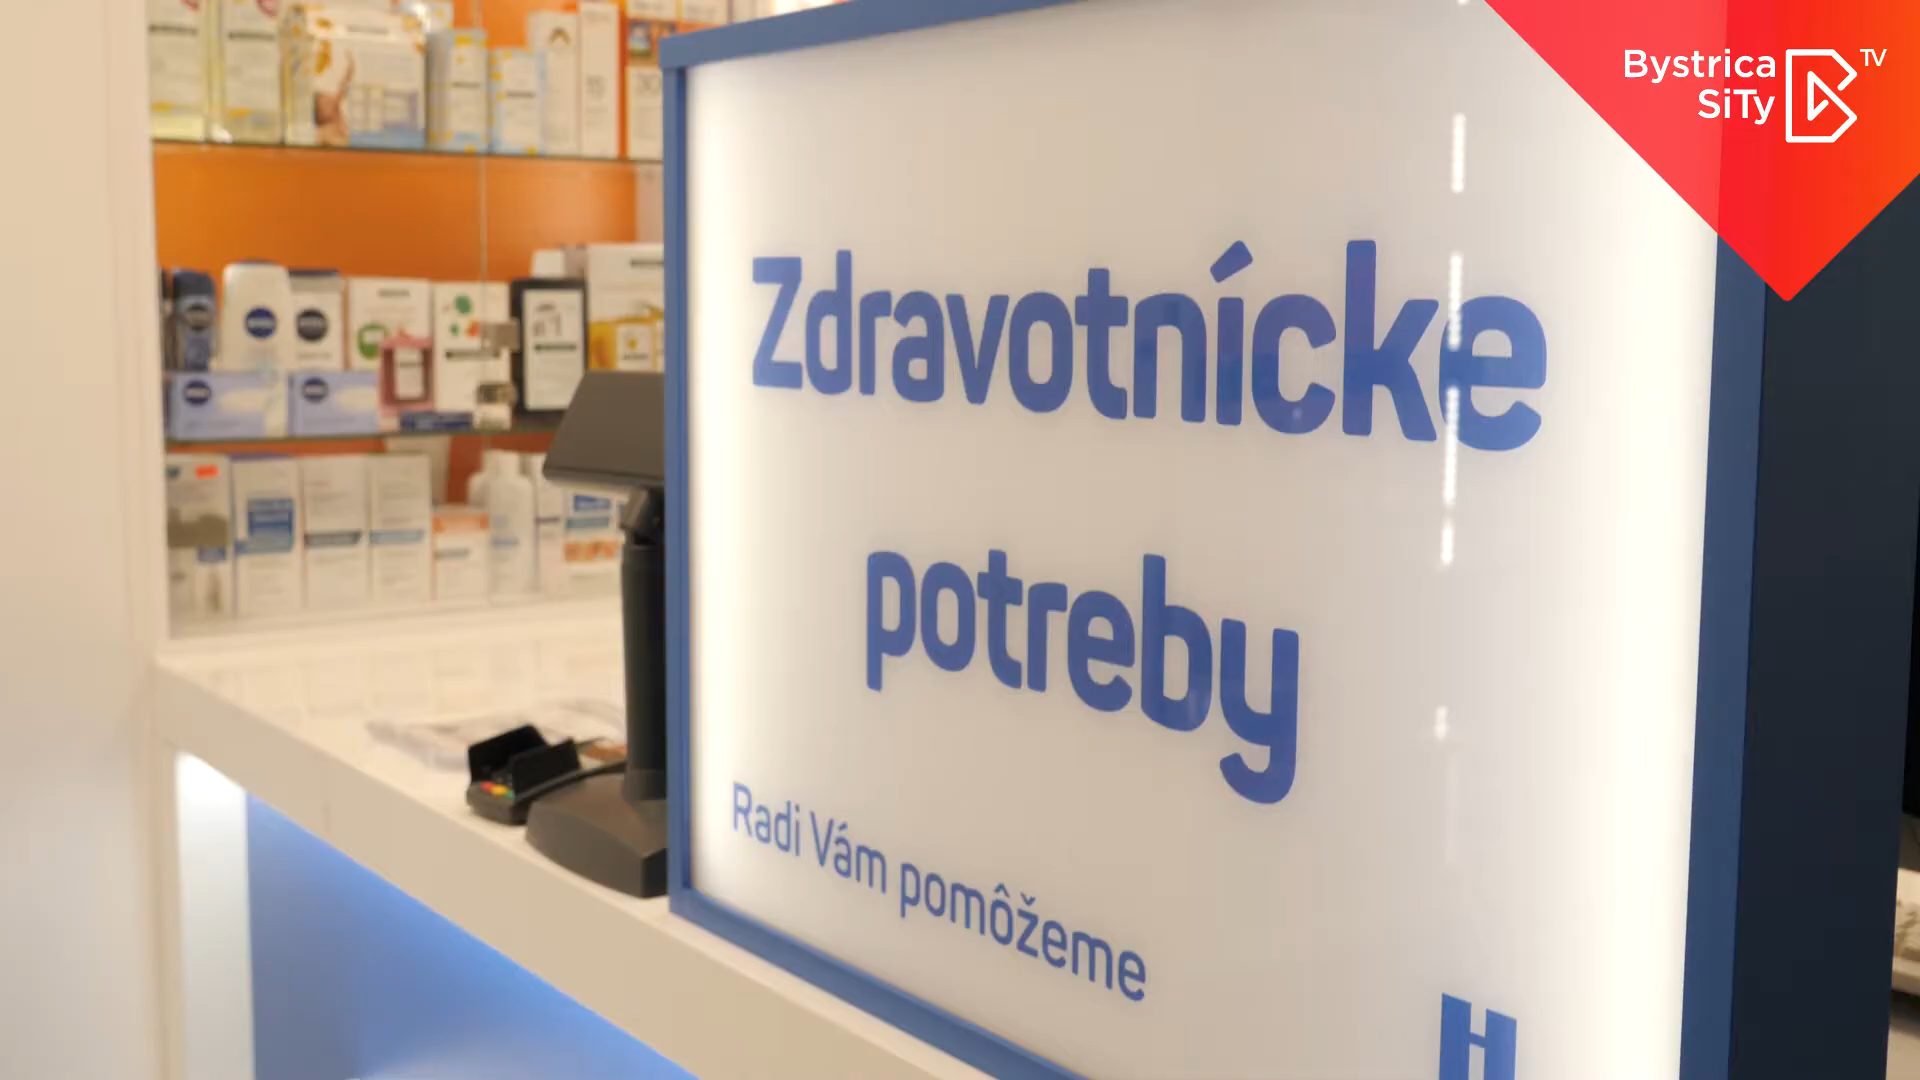 Bystrica
SiTy
TV
Zdravotnícke
potreby
Radi Vám pomôžeme